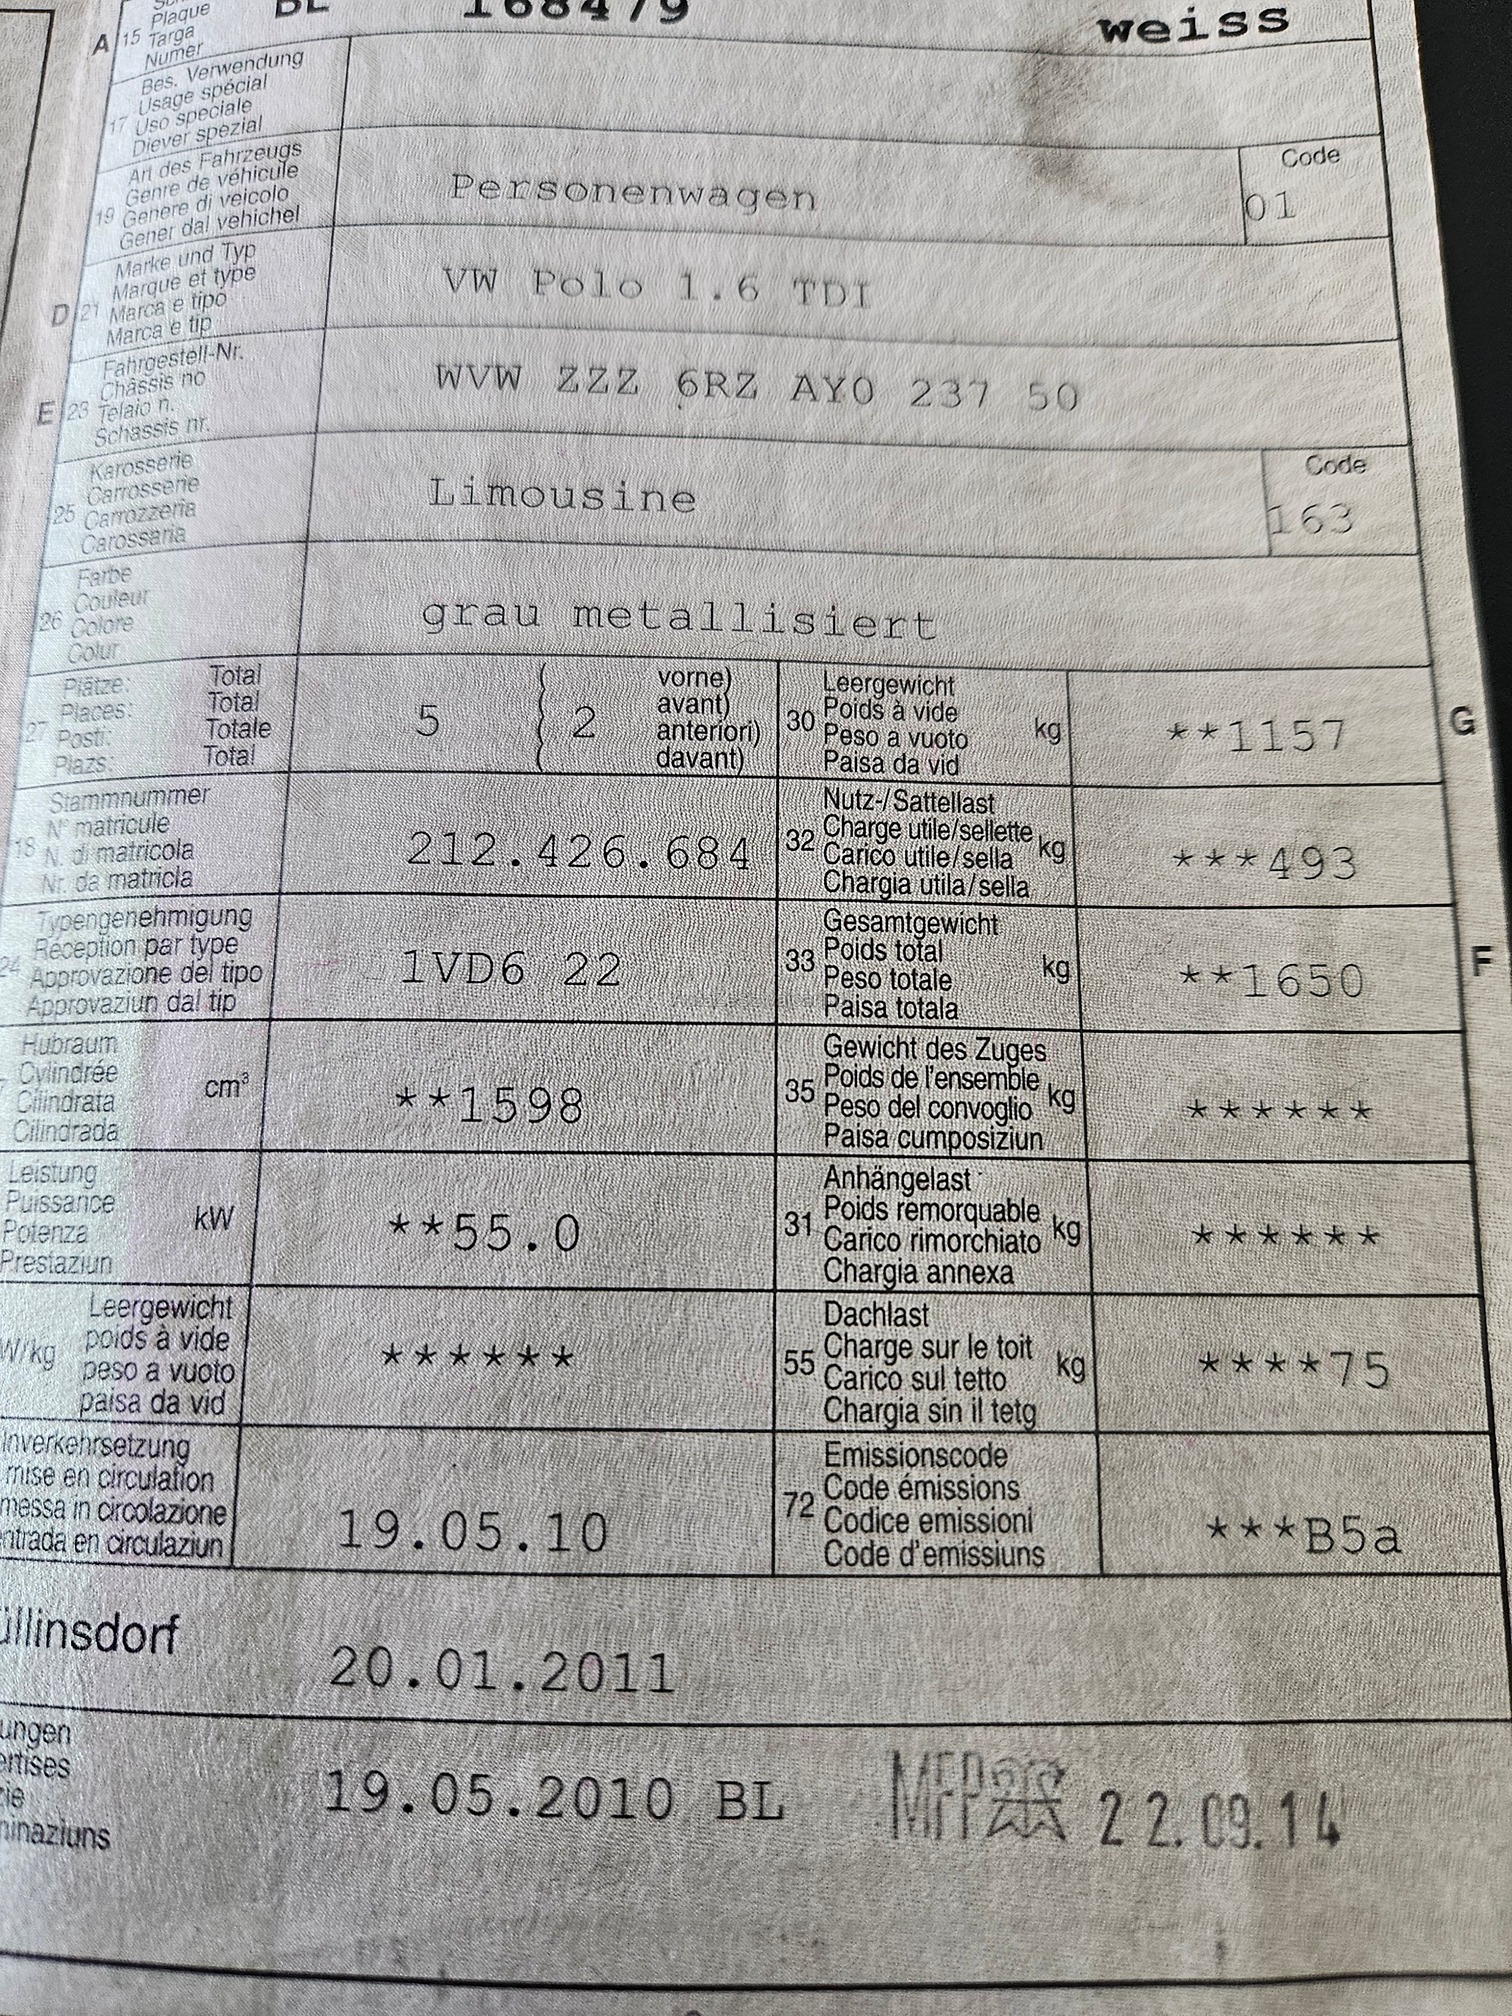 Plaque
A 15 Targa
Numer
BL 168479 weiss
Bes. Verwendung
Usage spécial
17 Uso speciale
Diever spezial
Art des Fahrzeugs
Genre de véhicule
19 Genere di veicolo
Gener dal vehichel
Personenwagen
Code
01
Marke und Typ
Marque et type
D 21 Marca e tipo
Marca e tip
VW Polo 1.6 TDI
Fahrgestell-Nr.
Châssis no
E 23 Telaio n.
Schassis nr.
WVW ZZZ 6RZ AY0 237 50
Karosserie
Carrosserie
25 Carrozzeria
Carossaria
Limousine
Code
163
Farbe
Couleur
26 Colore
Colur
grau metallisiert
Plätze: Total
Places: Total
27 Posti: Totale
Plazs: Total
5 ( 2 vorne)
avant)
anteriori)
davant)
Leergewicht
30 Poids à vide kg
Peso a vuoto
Paisa da vid
**1157
G
Stammnummer
N° matricule
18 N. di matricola
Nr. da matricla
212.426.684
Nutz-/Sattellast
32 Charge utile/sellette kg
Carico utile/sella
Chargia utila/sella
***493
Typengenehmigung
Réception par type
24 Approvazione del tipo
Approvaziun dal tip
1VD6 22
Gesamtgewicht
33 Poids total kg
Peso totale
Paisa totala
**1650
F
Hubraum
Cylindrée cm³
Cilindrata
Cilindrada
**1598
Gewicht des Zuges
35 Poids de l'ensemble kg
Peso del convoglio
Paisa cumposiziun
******
Leistung
Puissance kW
Potenza
Prestaziun
**55.0
Anhängelast
31 Poids remorquable kg
Carico rimorchiato
Chargia annexa
******
Leergewicht
W/kg poids à vide
peso a vuoto
paisa da vid
******
Dachlast
55 Charge sur le toit kg
Carico sul tetto
Chargia sin il tetg
****75
Inverkehrsetzung
mise en circulation
messa in circolazione
entrada en circulaziun
19.05.10
Emissionscode
72 Code émissions
Codice emissioni
Code d'emissiuns
***B5a
üllinsdorf
20.01.2011
ungen
ertises
ninaziuns
19.05.2010 BL MFP 22.09.14